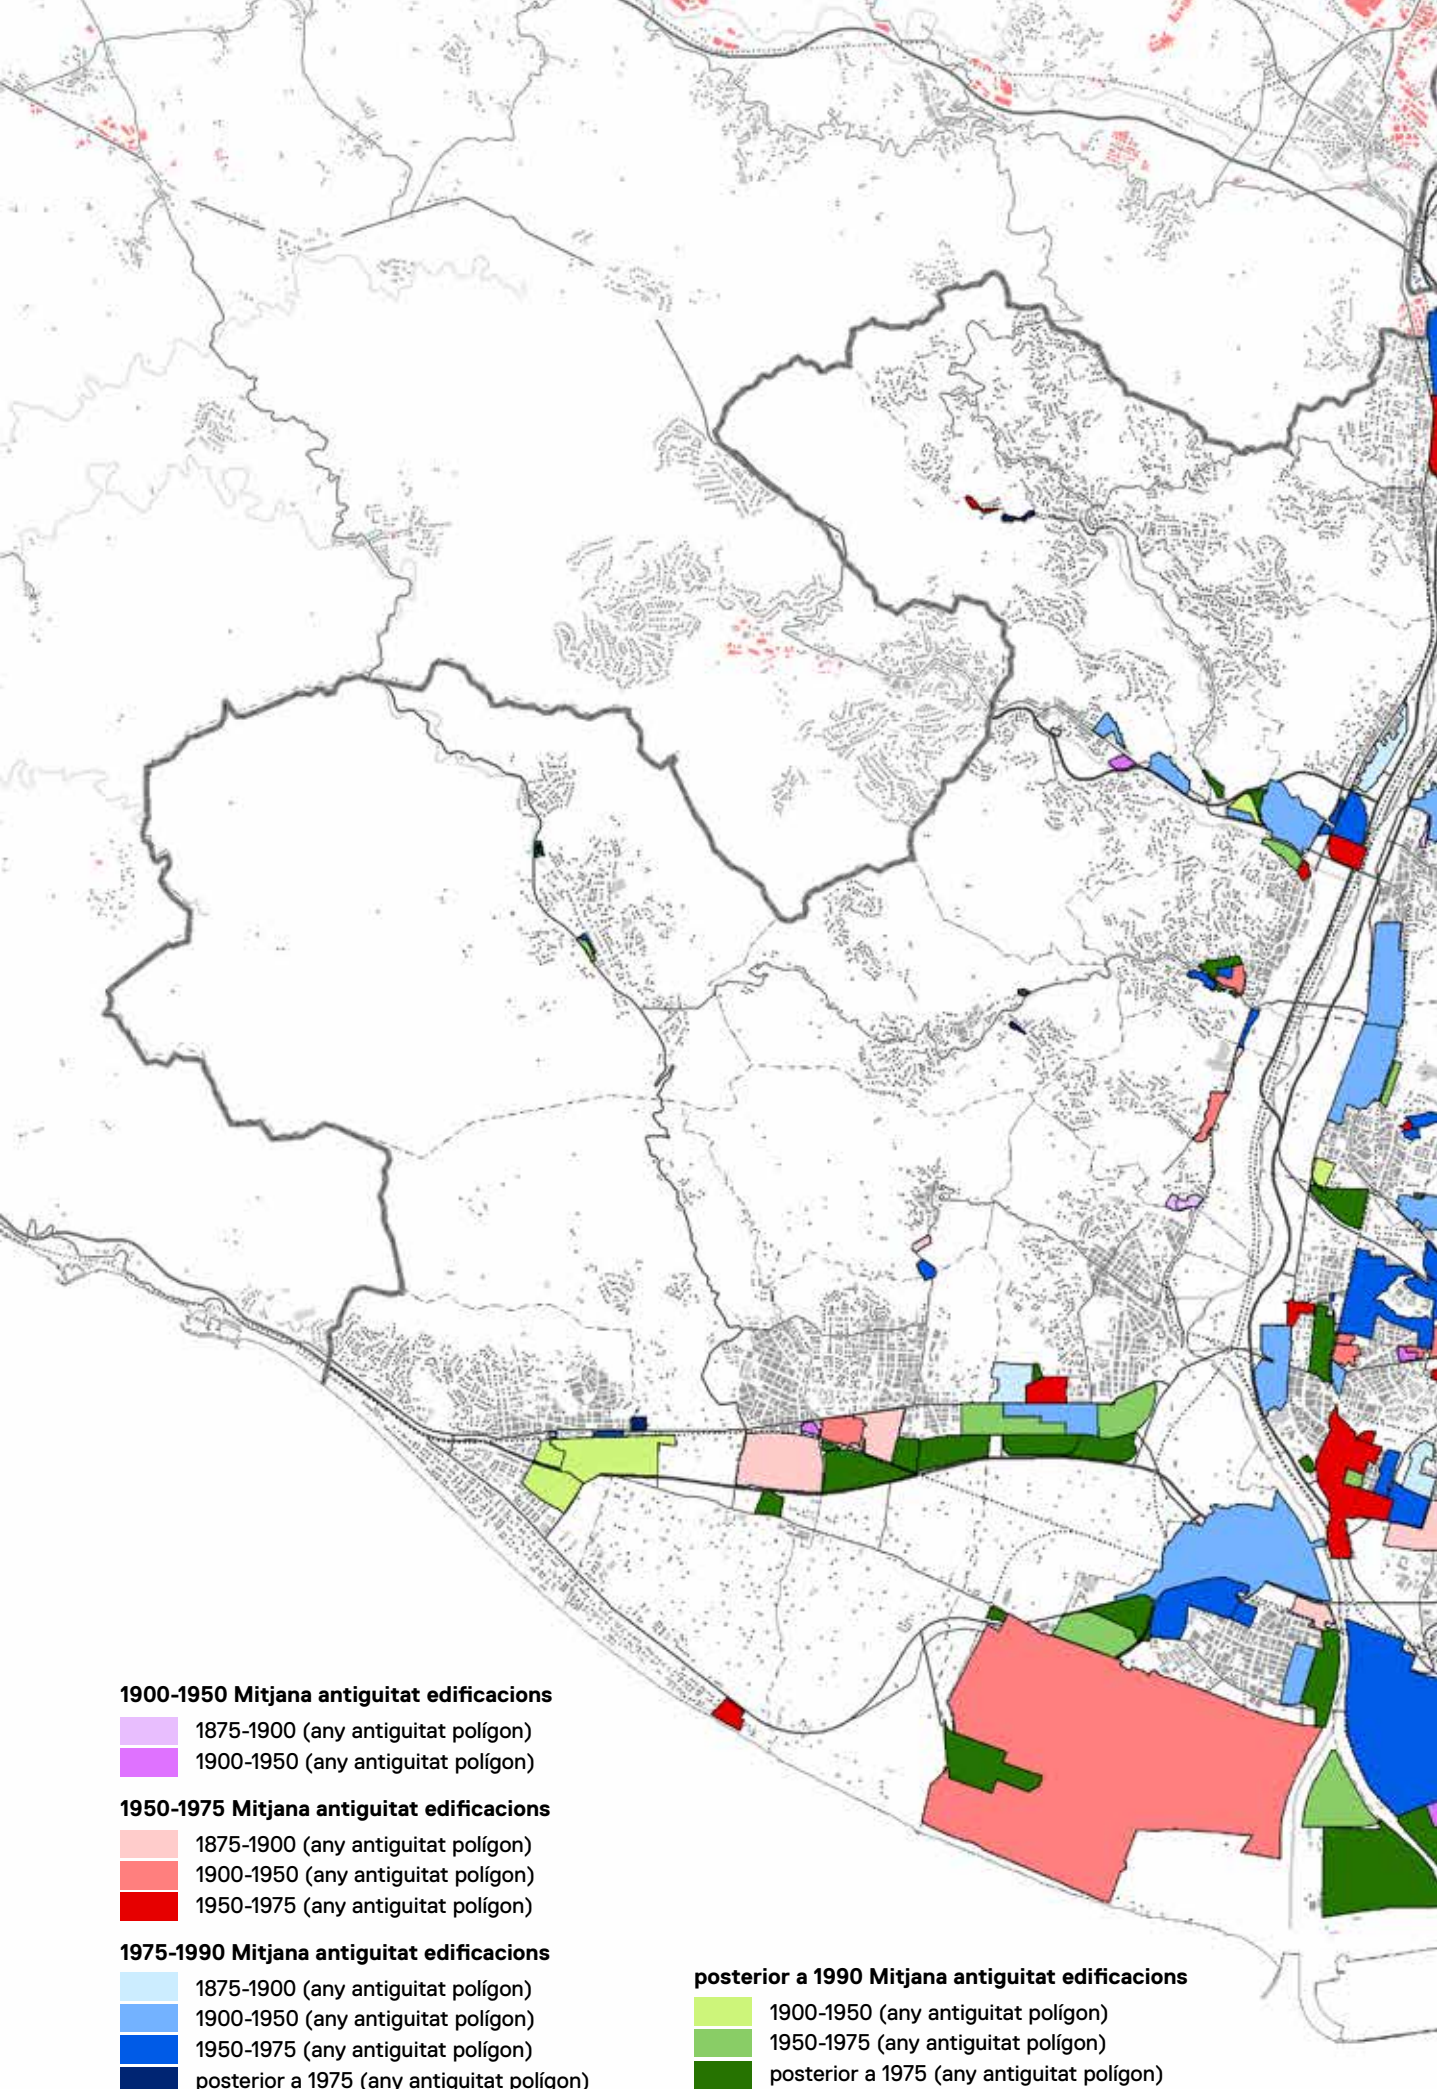 1900-1950 Mitjana antiguitat edificacions
1875-1900 (any antiguitat polígon)
1900-1950 (any antiguitat polígon)
1950-1975 Mitjana antiguitat edificacions
1875-1900 (any antiguitat polígon)
1900-1950 (any antiguitat polígon)
1950-1975 (any antiguitat polígon)
1975-1990 Mitjana antiguitat edificacions
1875-1900 (any antiguitat polígon)
1900-1950 (any antiguitat polígon)
1950-1975 (any antiguitat polígon)
posterior a 1975 (any antiguitat polígon)
posterior a 1990 Mitjana antiguitat edificacions
1900-1950 (any antiguitat polígon)
1950-1975 (any antiguitat polígon)
posterior a 1975 (any antiguitat polígon)